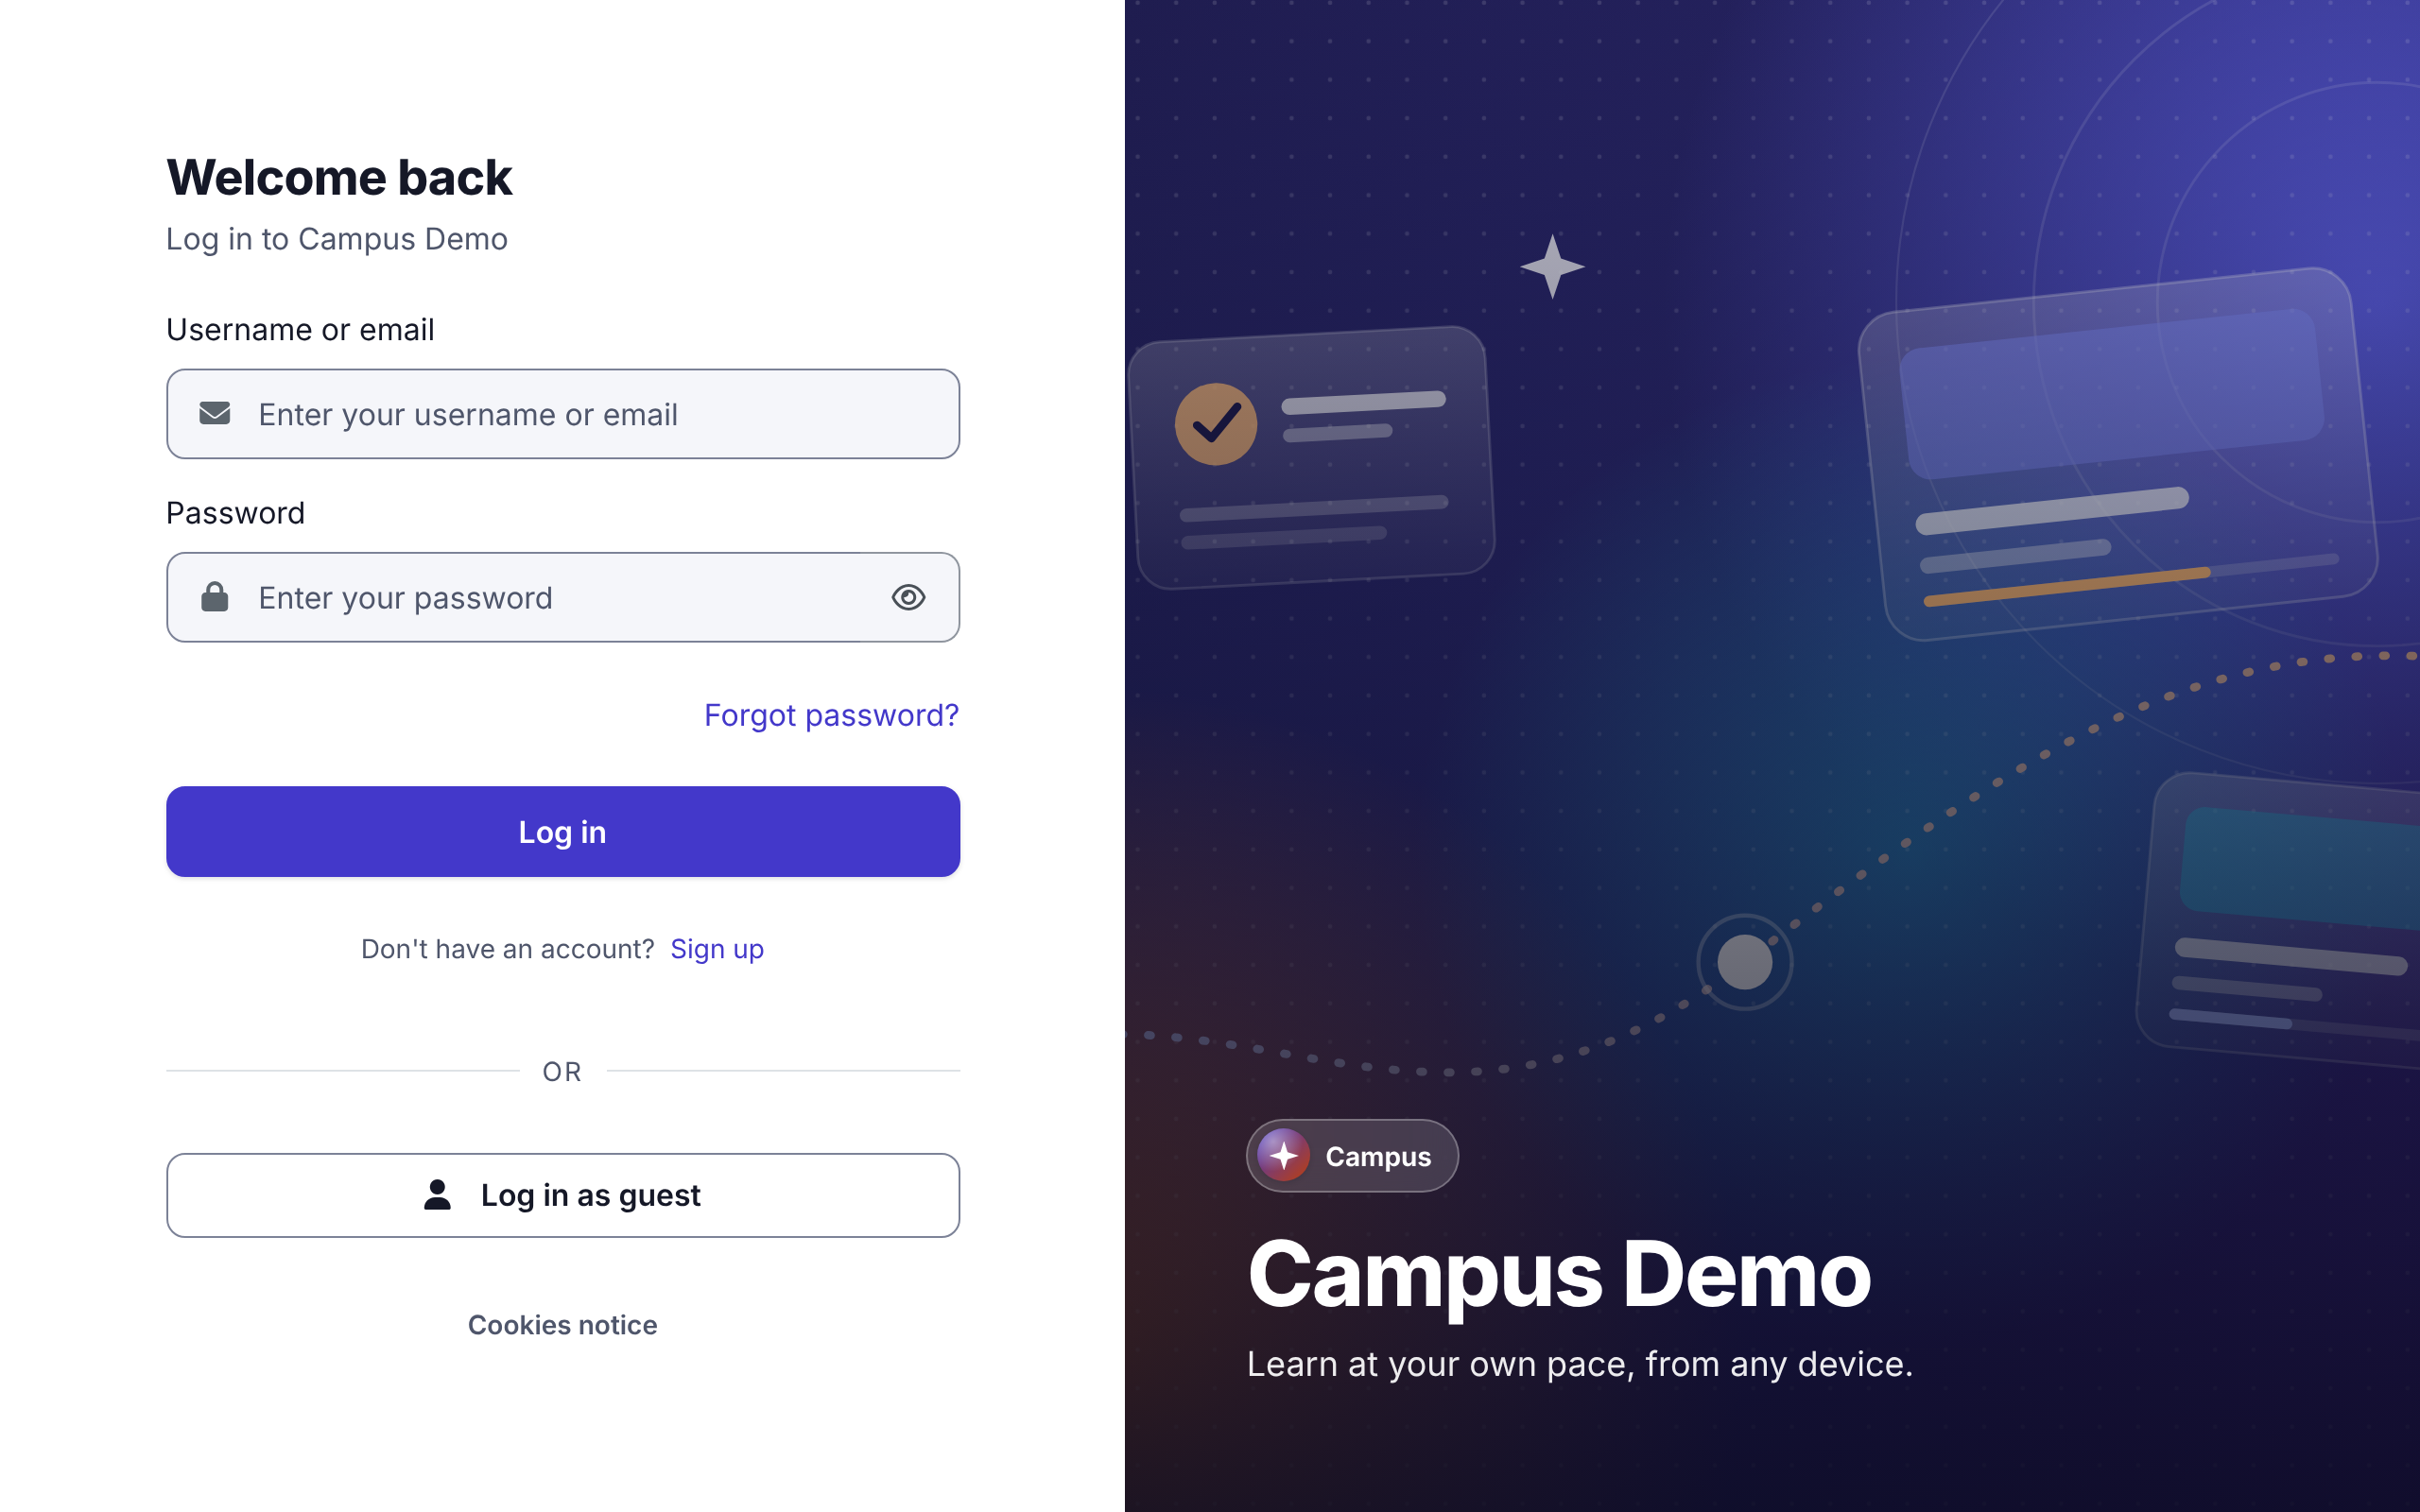 Welcome back
Log in to Campus Demo
Username or email
Enter your username or email
Password
Enter your password
Forgot password?
Log in
Don't have an account? Sign up
OR
Log in as guest
Cookies notice
Campus
Campus Demo
Learn at your own pace, from any device.